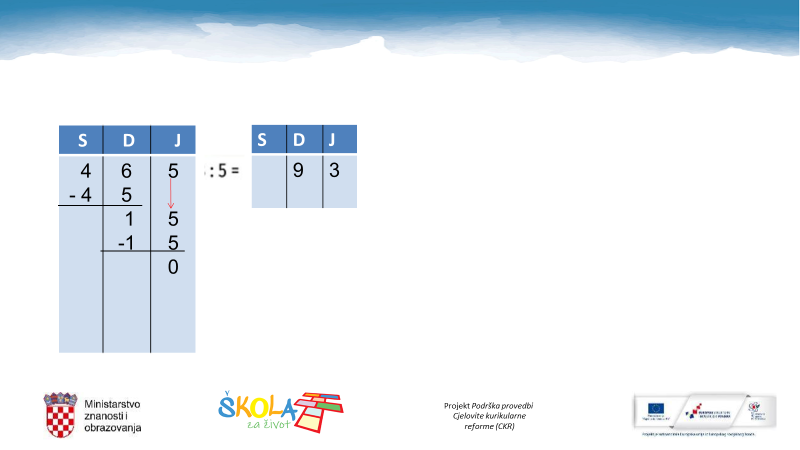 S D J
4 6 5 : 5 =
- 4 5
1 5
-1 5
0
S D J
9 3
Ministarstvo
znanosti i
obrazovanja
ŠKOLA
za život
Projekt Podrška provedbi
Cjelovite kurikularne
reforme (CKR)